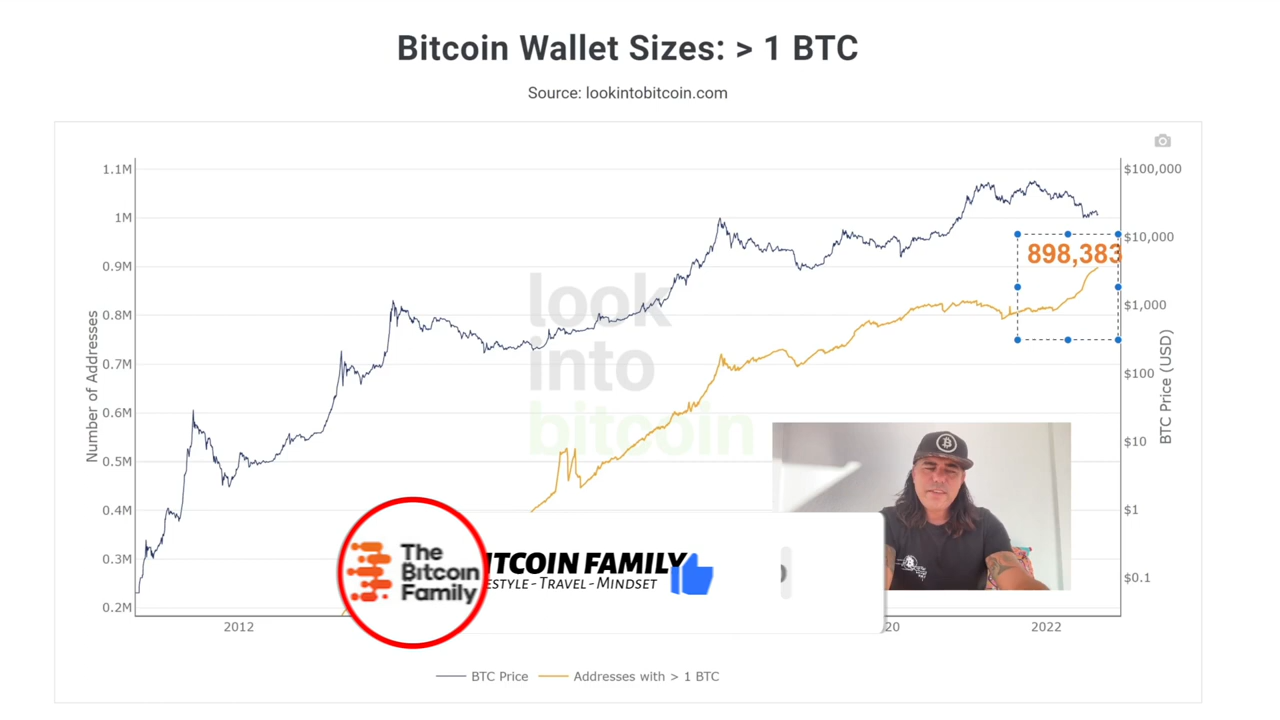 Bitcoin Wallet Sizes: > 1 BTC
Source: lookintobitcoin.com
1.1M
1M
0.9M
0.8M
0.7M
0.6M
0.5M
0.4M
0.3M
0.2M
Number of Addresses
$100,000
$10,000
$1,000
$100
$10
$1
$0.1
BTC Price (USD)
898,383
look
into
bitcoin
The
Bitcoin
Family
ITCOIN FAMILY
ESTYLE-TRAVEL-MINDSET
2012
20
2022
BTC Price
Addresses with > 1 BTC